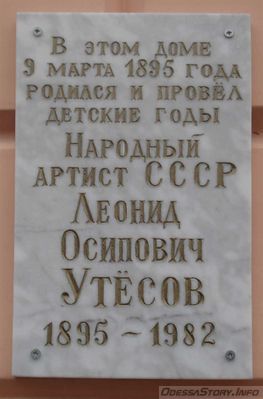 В этом доме
9 марта 1895 года
родился и провёл
детские годы
Народный
артист СССР
Леонид
Осипович
Утёсов
1895 - 1982
OdessaStory.Info